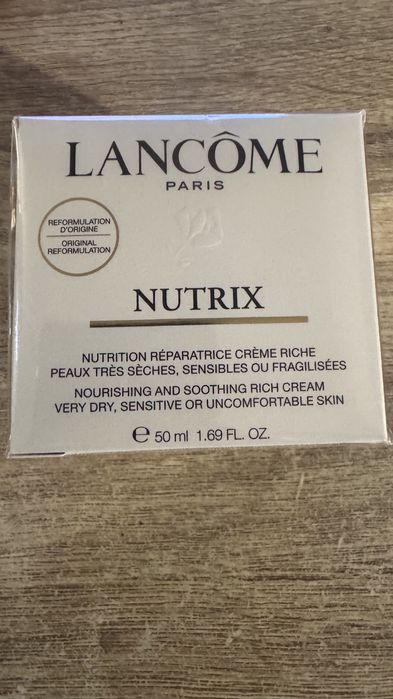 LANCÔME
PARIS
REFORMULATION
D'ORIGINE
ORIGINAL
REFORMULATION
NUTRIX
NUTRITION RÉPARATRICE CRÈME RICHE
PEAUX TRÈS SÈCHES, SENSIBLES OU FRAGILISÉES
NOURISHING AND SOOTHING RICH CREAM
VERY DRY, SENSITIVE OR UNCOMFORTABLE SKIN
℮ 50 ml 1.69 FL. OZ.